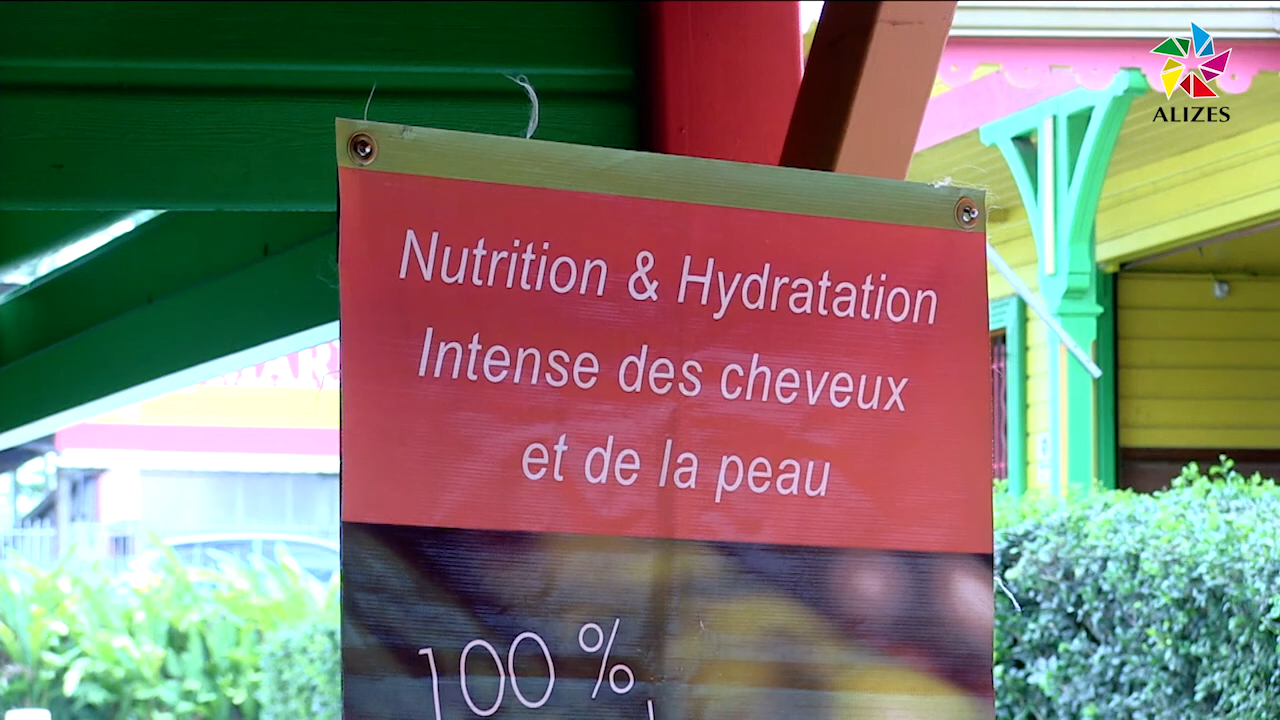 ALIZES
Nutrition & Hydratation
Intense des cheveux
et de la peau
100 %